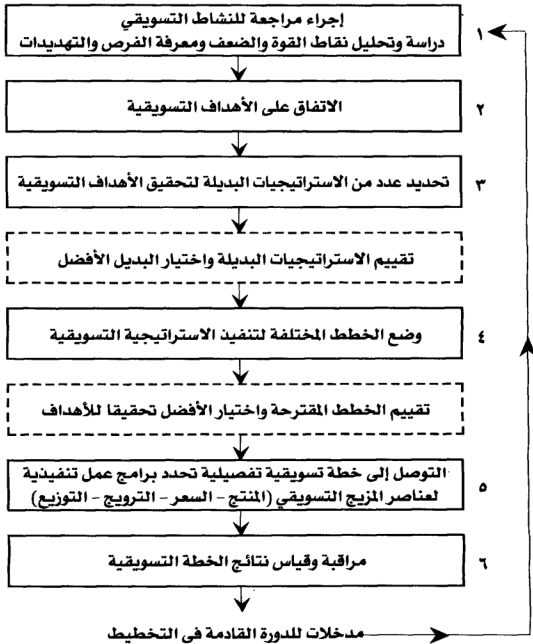 إجراء مراجعة للنشاط التسويقي
دراسة وتحليل نقاط القوة والضعف ومعرفة الفرص والتهديدات
١
الاتفاق على الأهداف التسويقية
٢
تحديد عدد من الاستراتيجيات البديلة لتحقيق الأهداف التسويقية
٣
تقييم الاستراتيجيات البديلة واختيار البديل الأفضل
وضع الخطط المختلفة لتنفيذ الاستراتيجية التسويقية
٤
تقييم الخطط المقترحة واختيار الأفضل تحقيقا للأهداف
التوصل إلى خطة تسويقية تفصيلية تحدد برامج عمل تنفيذية
لعناصر المزيج التسويقي (المنتج - السعر - الترويج - التوزيع)
٥
مراقبة وقياس نتائج الخطة التسويقية
٦
مدخلات للدورة القادمة في التخطيط